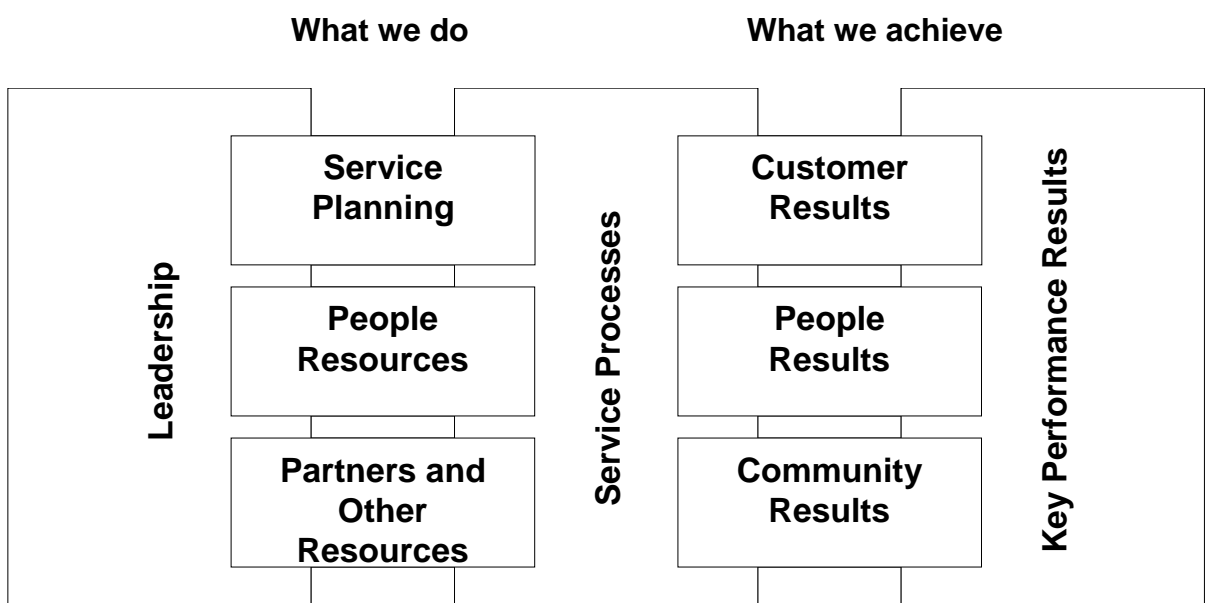 What we do
What we achieve
Leadership
Service
Planning
People
Resources
Partners and
Other
Resources
Service Processes
Customer
Results
People
Results
Community
Results
Key Performance Results